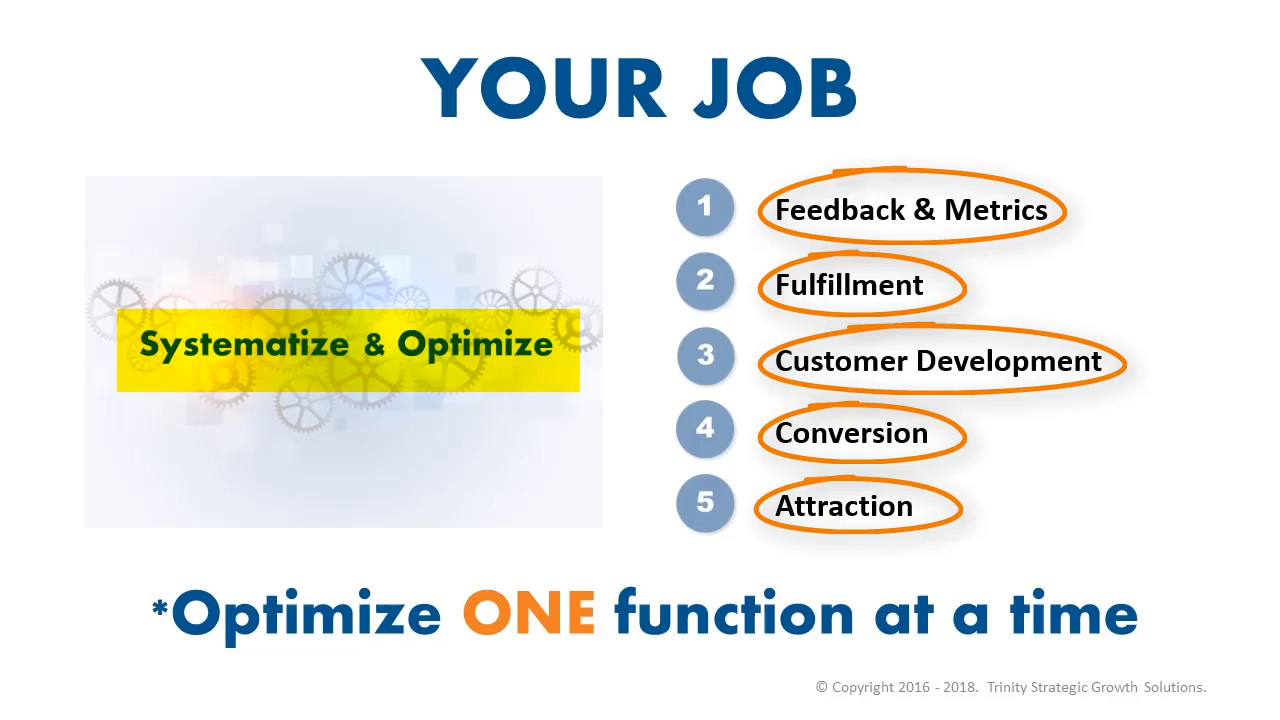 YOUR JOB
Systematize & Optimize
1 Feedback & Metrics
2 Fulfillment
3 Customer Development
4 Conversion
5 Attraction
*Optimize ONE function at a time
© Copyright 2016 - 2018. Trinity Strategic Growth Solutions.